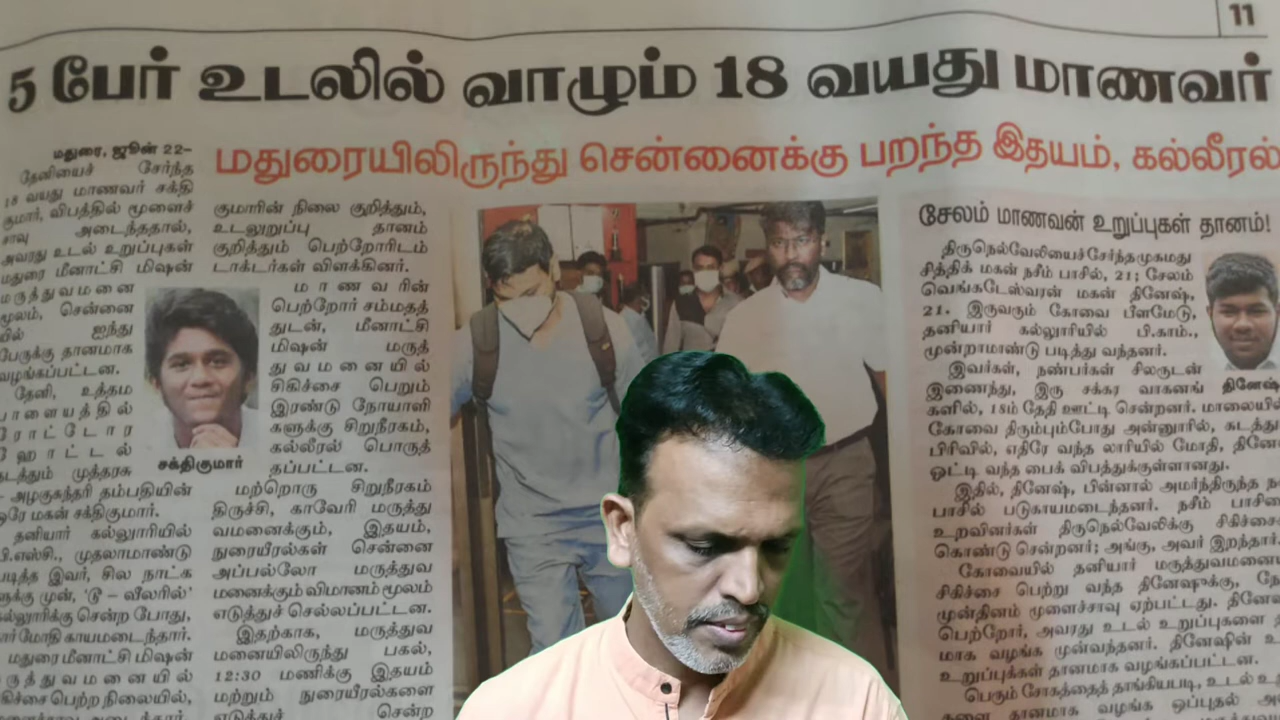 11
5 பேர் உடலில் வாழும் 18 வயது மாணவர்
மதுரையிலிருந்து சென்னைக்கு பறந்த இதயம், கல்லீரல்
மதுரை, ஜூன் 22–
தேனியைச் சேர்ந்த
18 வயது மாணவர் சக்தி
குமார், விபத்தில் மூளைச்
சாவு அடைந்ததால்,
அவரது உடல் உறுப்புகள்
மதுரை மீனாட்சி மிஷன்
மருத்துவமனை
மூலம், சென்னை
யில் ஐந்து
பேருக்கு தானமாக
வழங்கப்பட்டன.
தேனி, உத்தம
பாளையத்தில்
ரோட்டோர
ஹோட்டல்
நடத்தும் முத்தரசு
– அழகுசுந்தரி தம்பதியின்
ஒரே மகன் சக்திகுமார்.
தனியார் கல்லூரியில்
பி.எஸ்சி., முதலாமாண்டு
படித்த இவர், சில நாட்க
ளுக்கு முன், 'டூ – வீலரில்'
கல்லூரிக்கு சென்ற போது,
கார் மோதி காயமடைந்தார்.
மதுரை மீனாட்சி மிஷன்
மருத்துவமனையில்
சிகிச்சை பெற்ற நிலையில்,
சக்திகுமார்
குமாரின் நிலை குறித்தும்,
உடலுறுப்பு தானம்
குறித்தும் பெற்றோரிடம்
டாக்டர்கள் விளக்கினர்.
மாணவரின்
பெற்றோர் சம்மதத்
துடன், மீனாட்சி
மிஷன் மருத்
துவமனையில்
சிகிச்சை பெறும்
இரண்டு நோயாளி
களுக்கு சிறுநீரகம்,
கல்லீரல் பொருத்
தப்பட்டன.
மற்றொரு சிறுநீரகம்
திருச்சி, காவேரி மருத்து
வமனைக்கும், இதயம்,
நுரையீரல்கள் சென்னை
அப்பல்லோ மருத்துவ
மனைக்கும் விமானம் மூலம்
எடுத்துச் செல்லப்பட்டன.
இதற்காக, மருத்துவ
மனையிலிருந்து பகல்,
12:30 மணிக்கு இதயம்
மற்றும் நுரையீரல்களை
எடுத்துச் சென்ற
சேலம் மாணவன் உறுப்புகள் தானம்!
திருநெல்வேலியைச்சேர்ந்தமுகமது
சித்திக் மகன் நசீம் பாசில், 21; சேலம்
வெங்கடேஸ்வரன் மகன் தினேஷ்,
21. இருவரும் கோவை பீளமேடு,
தனியார் கல்லூரியில் பி.காம்.,
முன்றாமாண்டு படித்து வந்தனர்.
இவர்கள், நண்பர்கள் சிலருடன்
இணைந்து, இரு சக்கர வாகனங்
தினேஷ்
களில், 18ம் தேதி ஊட்டி சென்றனர். மாலையில்
கோவை திரும்பும்போது அன்னூரில், கடத்து
பிரிவில், எதிரே வந்த லாரியில் மோதி, தினே
ஓட்டி வந்த பைக் விபத்துக்குள்ளானது.
இதில், தினேஷ், பின்னால் அமர்ந்திருந்த ந
பாசில் படுகாயமடைந்தனர். நசீம் பாசி
உறவினர்கள் திருநெல்வேலிக்கு சிகிச்சை
கொண்டு சென்றனர்; அங்கு, அவர் இறந்தார்.
கோவையில் தனியார் மருத்துவமனை
சிகிச்சை பெற்று வந்த தினேஷுக்கு, நே
முன்தினம் மூளைச்சாவு ஏற்பட்டது. தினே
பெற்றோர், அவரது உடல் உறுப்புகளை
மாக வழங்க முன்வந்தனர். தினேஷின் உ
உறுப்புக்கள் தானமாக வழங்கப்பட்டன.
பெரும் சோகத்தைத் தாங்கியபடி, உடல் உ
தானமாக வழங்க ஒப்புதல்